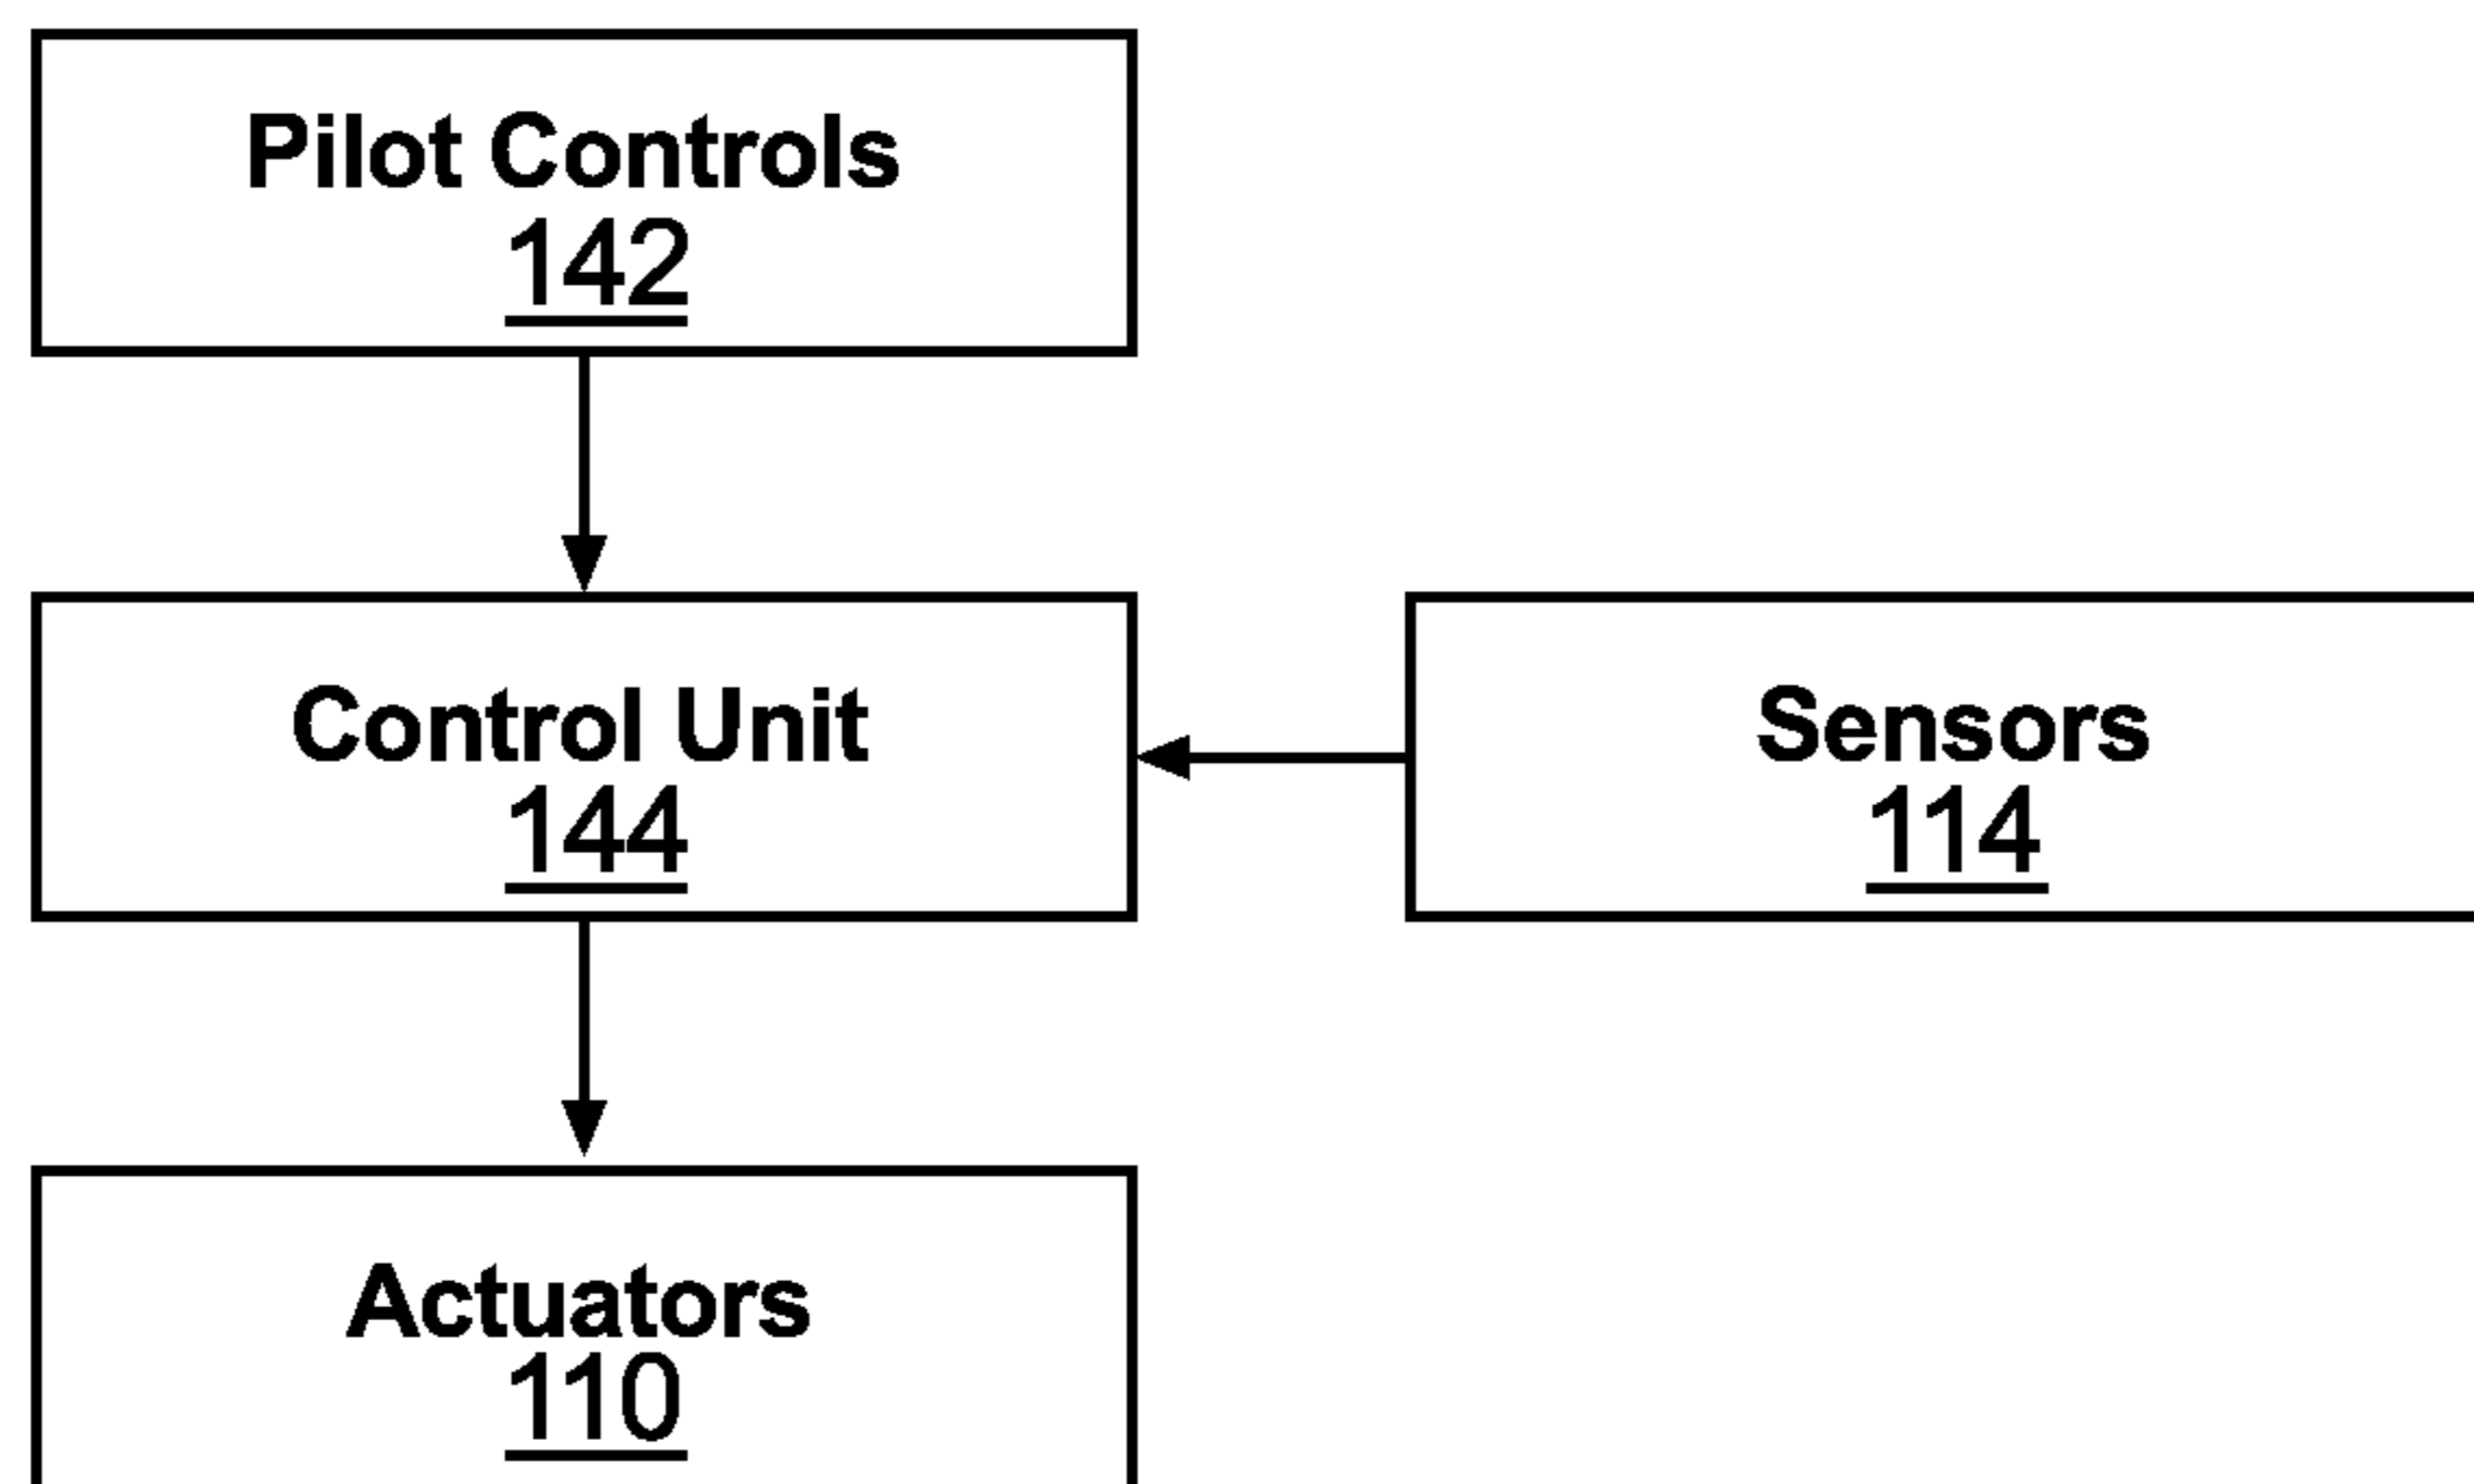 Pilot Controls
142
Control Unit
144
Sensors
114
Actuators
110